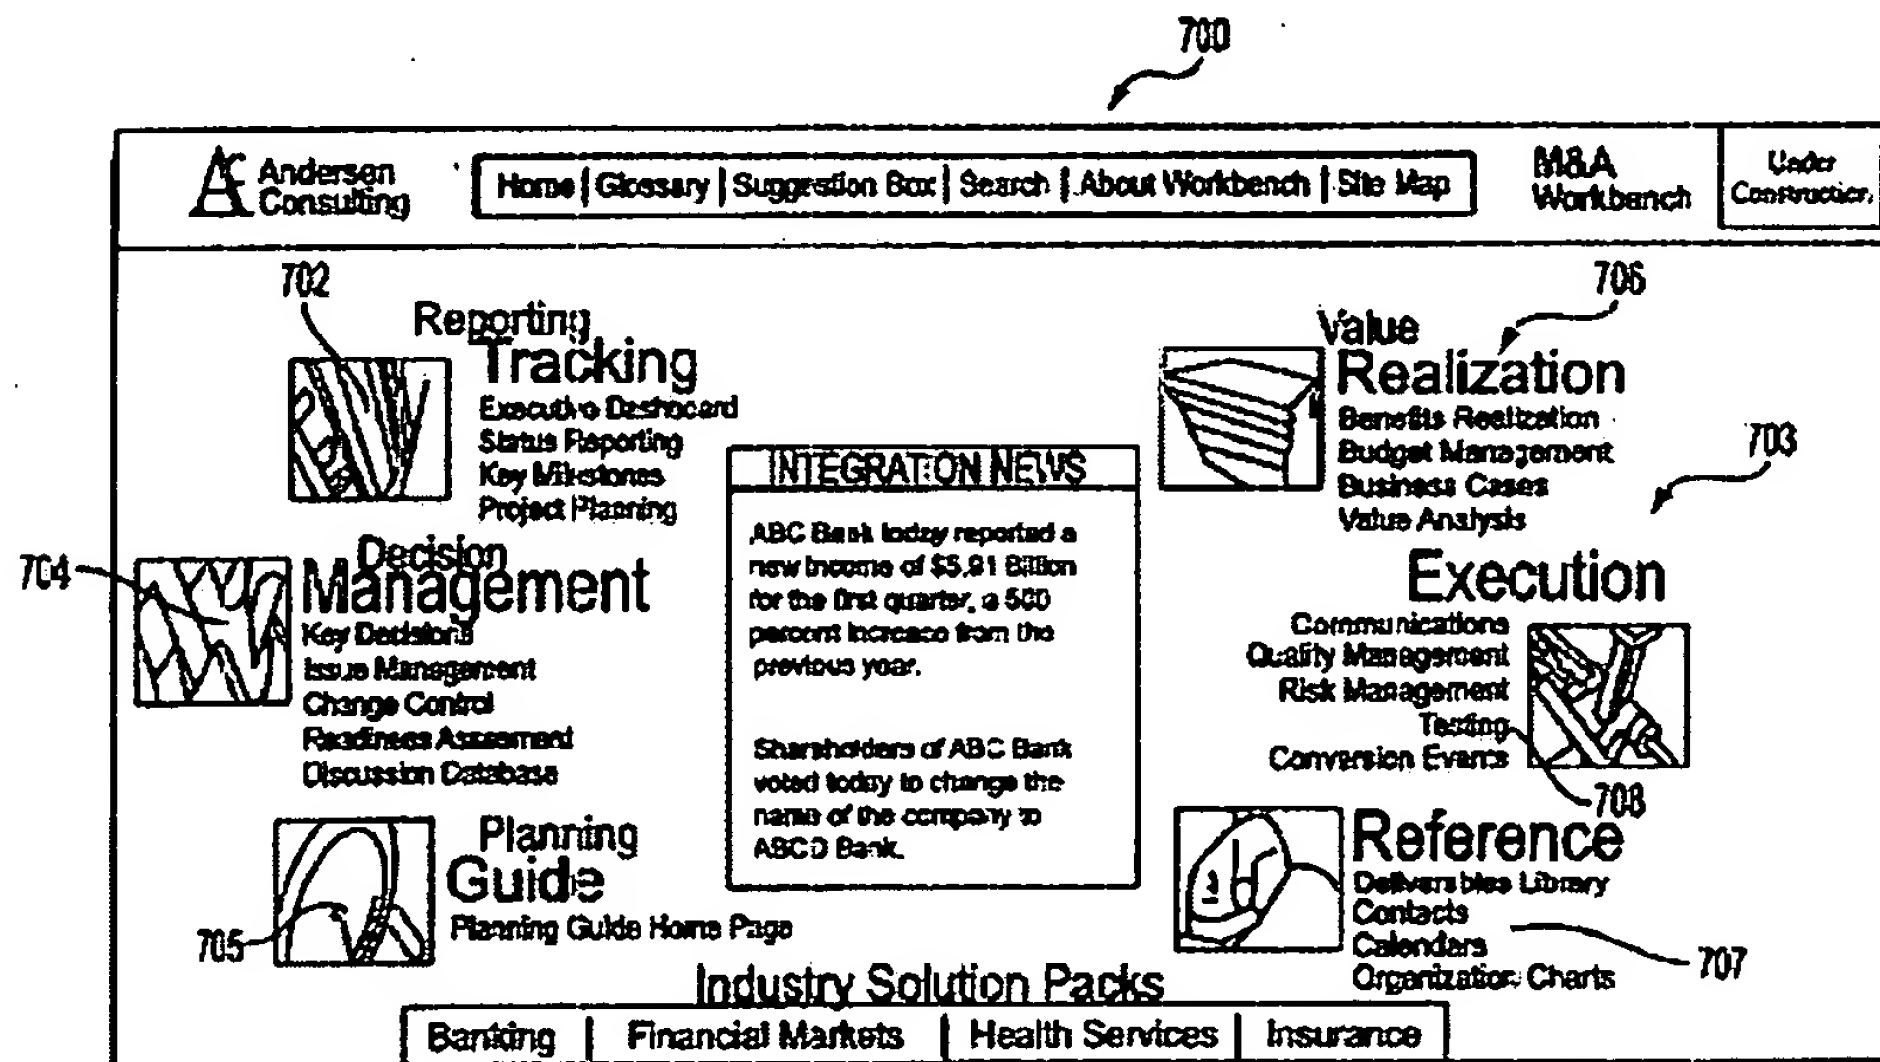 700
Andersen
Consulting
Home | Glossary | Suggestion Box | Search | About Workbench | Site Map
M&A
Workbench
Under
Construction
702
Reporting
Tracking
Executive Dashboard
Status Reporting
Key Milestones
Project Planning
704
Decision
Management
Key Decisions
Issue Management
Change Control
Readiness Assesment
Discussion Database
705
Planning
Guide
Planning Guide Home Page
INTEGRATION NEWS
ABC Bank today reported a
new income of $5.91 Billion
for the first quarter, a 500
percent increase from the
previous year.
Shareholders of ABC Bank
voted today to change the
name of the company to
ABCD Bank.
706
Value
Realization
Benefits Realization
Budget Management
Business Cases
Value Analysis
703
Execution
Communications
Quality Management
Risk Management
Testing
Conversion Events
708
Reference
Deliverables Library
Contacts
Calendars
Organization Charts
707
Industry Solution Packs
Banking | Financial Markets | Health Services | Insurance